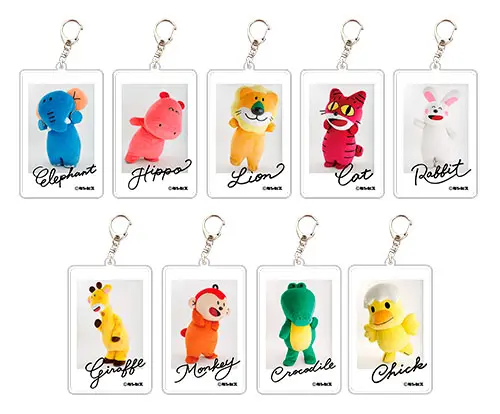 Elephant
Hippo
Lion
Cat
Rabbit
Giraffe
Monkey
Crocodile
Chick